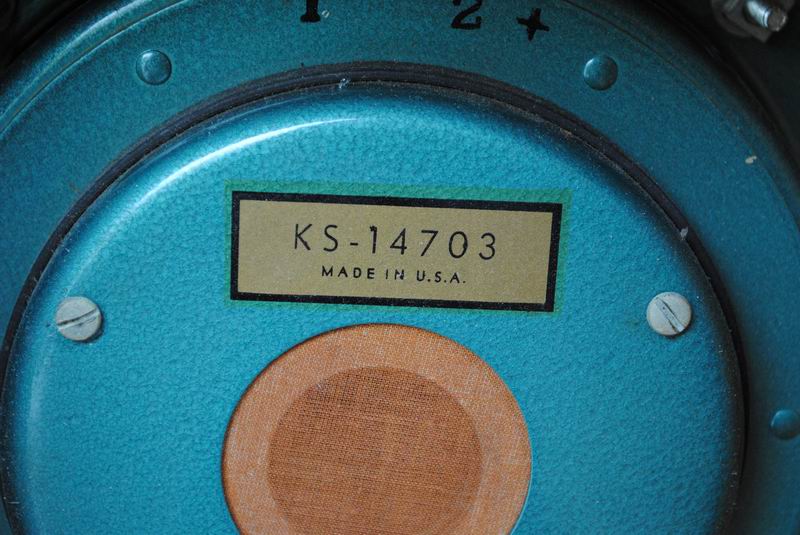 1 2 +
KS-14703
MADE IN U.S.A.